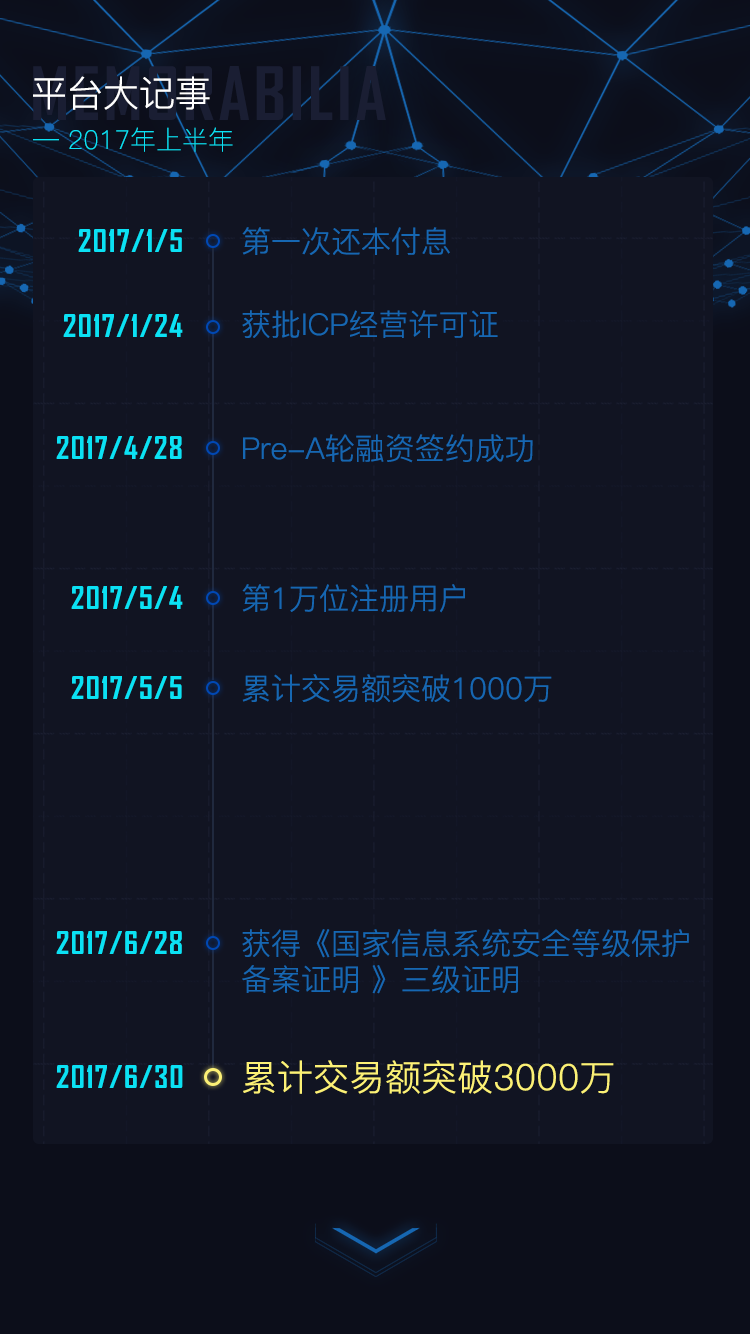 MEMORABILIA
平台大记事
— 2017年上半年
2017/1/5 第一次还本付息
2017/1/24 获批ICP经营许可证
2017/4/28 Pre-A轮融资签约成功
2017/5/4 第1万位注册用户
2017/5/5 累计交易额突破1000万
2017/6/28 获得《国家信息系统安全等级保护
备案证明 》三级证明
2017/6/30 累计交易额突破3000万